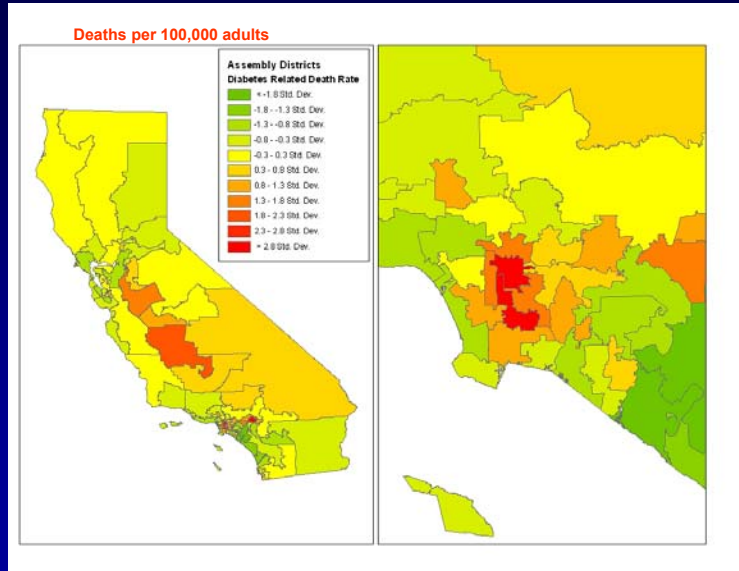 Deaths per 100,000 adults
Assembly Districts
Diabetes Related Death Rate
< -1.8 Std. Dev.
-1.8 - -1.3 Std. Dev.
-1.3 - -0.8 Std. Dev.
-0.8 - -0.3 Std. Dev.
-0.3 - 0.3 Std. Dev.
0.3 - 0.8 Std. Dev.
0.8 - 1.3 Std. Dev.
1.3 - 1.8 Std. Dev.
1.8 - 2.3 Std. Dev.
2.3 - 2.8 Std. Dev.
> 2.8 Std. Dev.